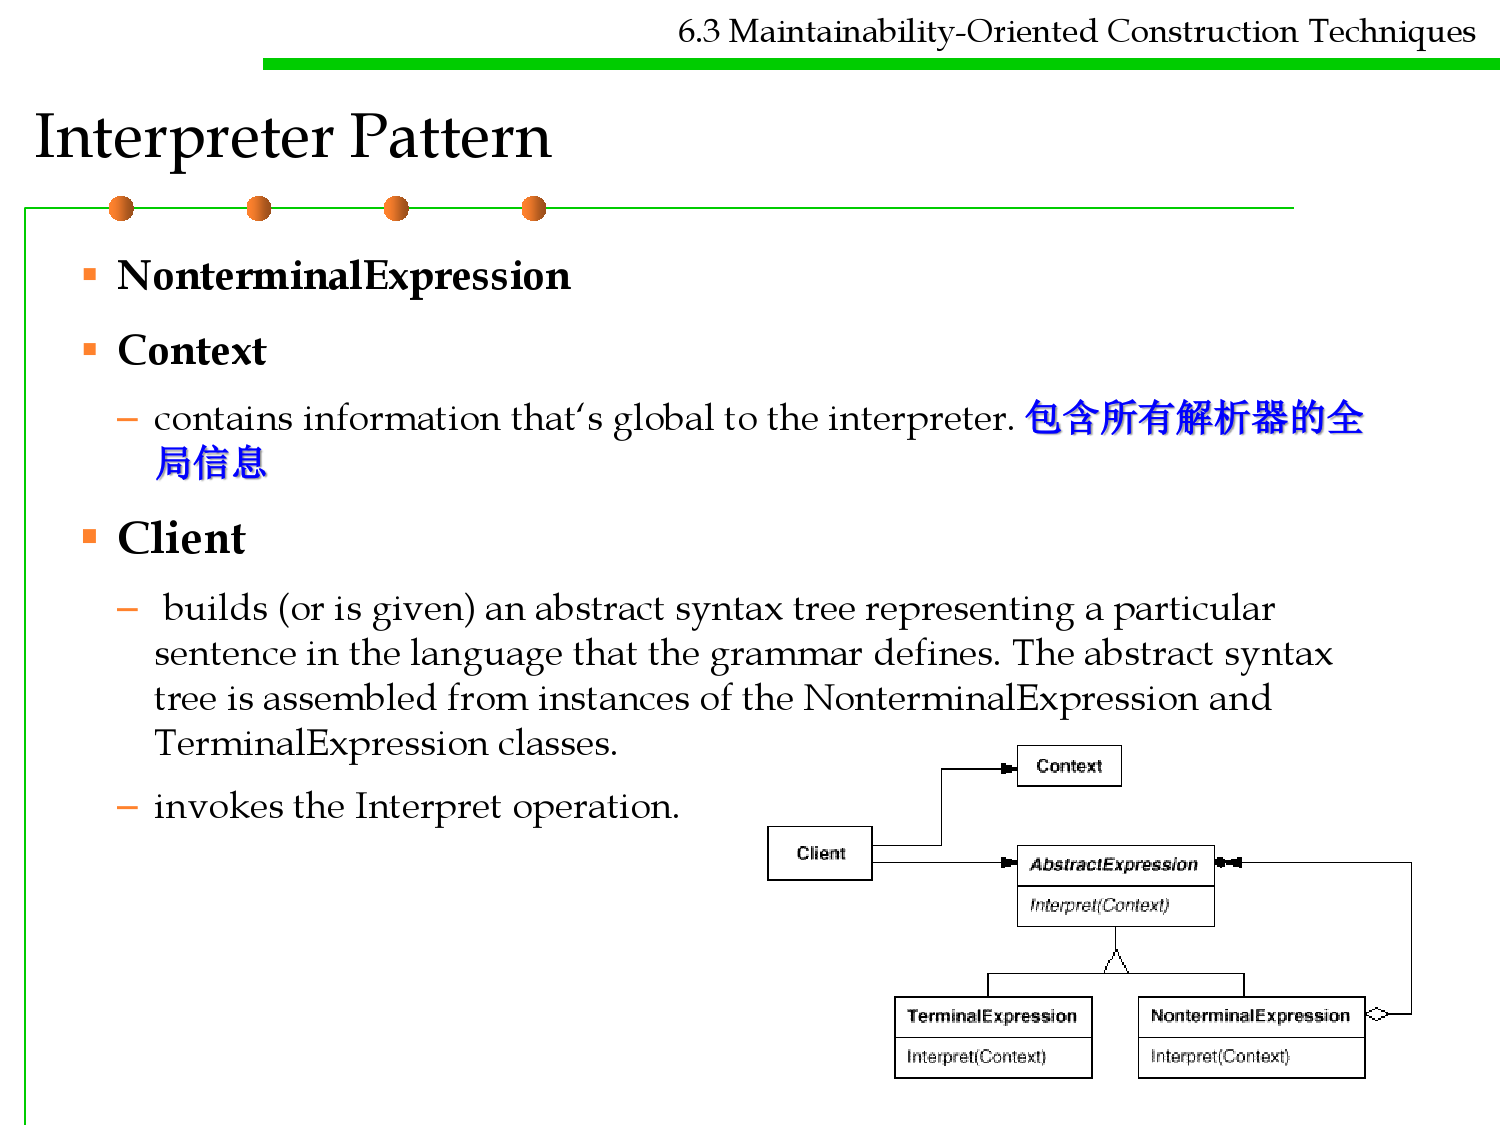 6.3 Maintainability-Oriented Construction Techniques
Interpreter Pattern
▪ NonterminalExpression
▪ Context
– contains information that‘s global to the interpreter. 包含所有解析器的全
局信息
▪ Client
– builds (or is given) an abstract syntax tree representing a particular
sentence in the language that the grammar defines. The abstract syntax
tree is assembled from instances of the NonterminalExpression and
TerminalExpression classes.
– invokes the Interpret operation.
Context
Client
AbstractExpression
Interpret(Context)
TerminalExpression
Interpret(Context)
NonterminalExpression
Interpret(Context)